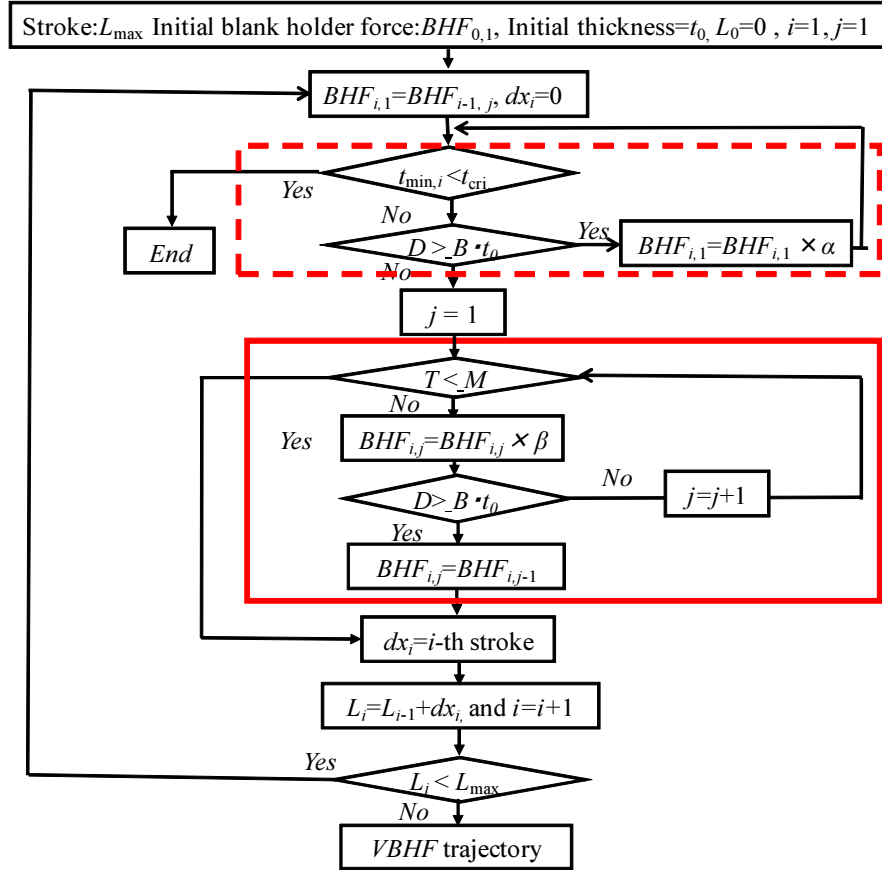 Stroke:Lmax Initial blank holder force:BHF0,1, Initial thickness=t0, L0=0 , i=1, j=1
BHFi,1=BHFi-1, j, dxi=0
tmin,i<tcri
Yes
No
End
D>_B・t0
Yes
BHFi,1=BHFi,1 × α
No
j = 1
T<_M
No
Yes
BHFi,j=BHFi,j × β
D>_B・t0
No
j=j+1
Yes
BHFi,j=BHFi,j-1
dxi=i-th stroke
Li=Li-1+dxi, and i=i+1
Yes
Li < Lmax
No
VBHF trajectory